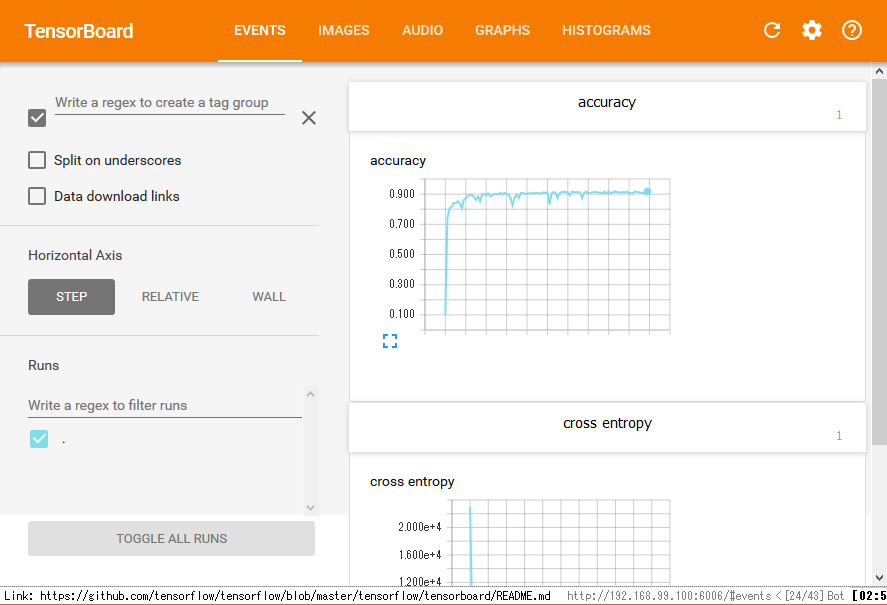 TensorBoard
EVENTS
IMAGES
AUDIO
GRAPHS
HISTOGRAMS
Write a regex to create a tag group
Split on underscores
Data download links
Horizontal Axis
STEP
RELATIVE
WALL
Runs
Write a regex to filter runs
.
TOGGLE ALL RUNS
accuracy
1
accuracy
0.900
0.700
0.500
0.300
0.100
cross entropy
1
cross entropy
2.000e+4
1.600e+4
1.200e+4
Link: https://github.com/tensorflow/tensorflow/blob/master/tensorflow/tensorboard/README.md
http://192.168.99.100:6006/#events < [24/43] Bot [02:5